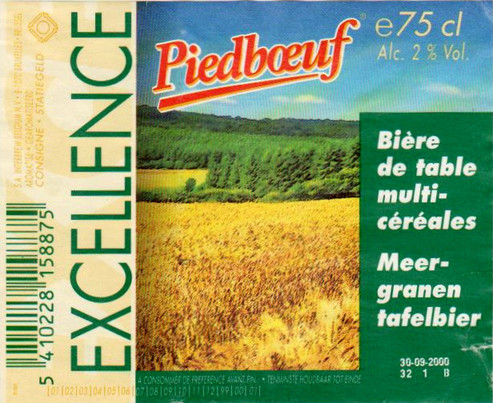 Piedbœuf
e75 cl
Alc. 2 % Vol.
EXCELLENCE
CONSIGNE · STATIEGELD
Bière
de table
multi-
céréales
Meer-
granen
tafelbier
30-09-2000
32 1 B
5 410228 158875
A CONSOMMER DE PREFERENCE AVANT FIN: · TENMINSTE HOUDBAAR TOT EINDE
|01|02|03|04|05|06|07|08|09|10|11|12|99|00|01|